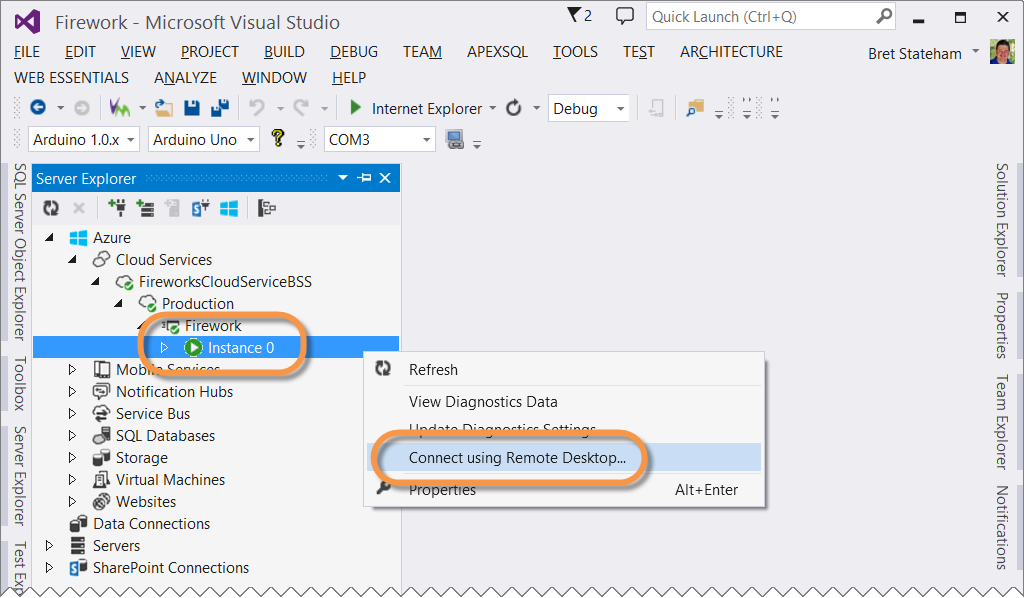 Firework - Microsoft Visual Studio
2
Quick Launch (Ctrl+Q)
FILE EDIT VIEW PROJECT BUILD DEBUG TEAM APEXSQL TOOLS TEST ARCHITECTURE
Bret Stateham
WEB ESSENTIALS ANALYZE WINDOW HELP
Internet Explorer Debug
Arduino 1.0.x Arduino Uno COM3
SQL Server Object Explorer
Toolbox
Server Explorer
Test Exp
Server Explorer
Azure
Cloud Services
FireworksCloudServiceBSS
Production
Firework
Instance 0
Mobile Services
Notification Hubs
Service Bus
SQL Databases
Storage
Virtual Machines
Websites
Data Connections
Servers
SharePoint Connections
Refresh
View Diagnostics Data
Update Diagnostics Settings...
Connect using Remote Desktop...
Properties Alt+Enter
Solution Explorer
Properties
Team Explorer
Notifications